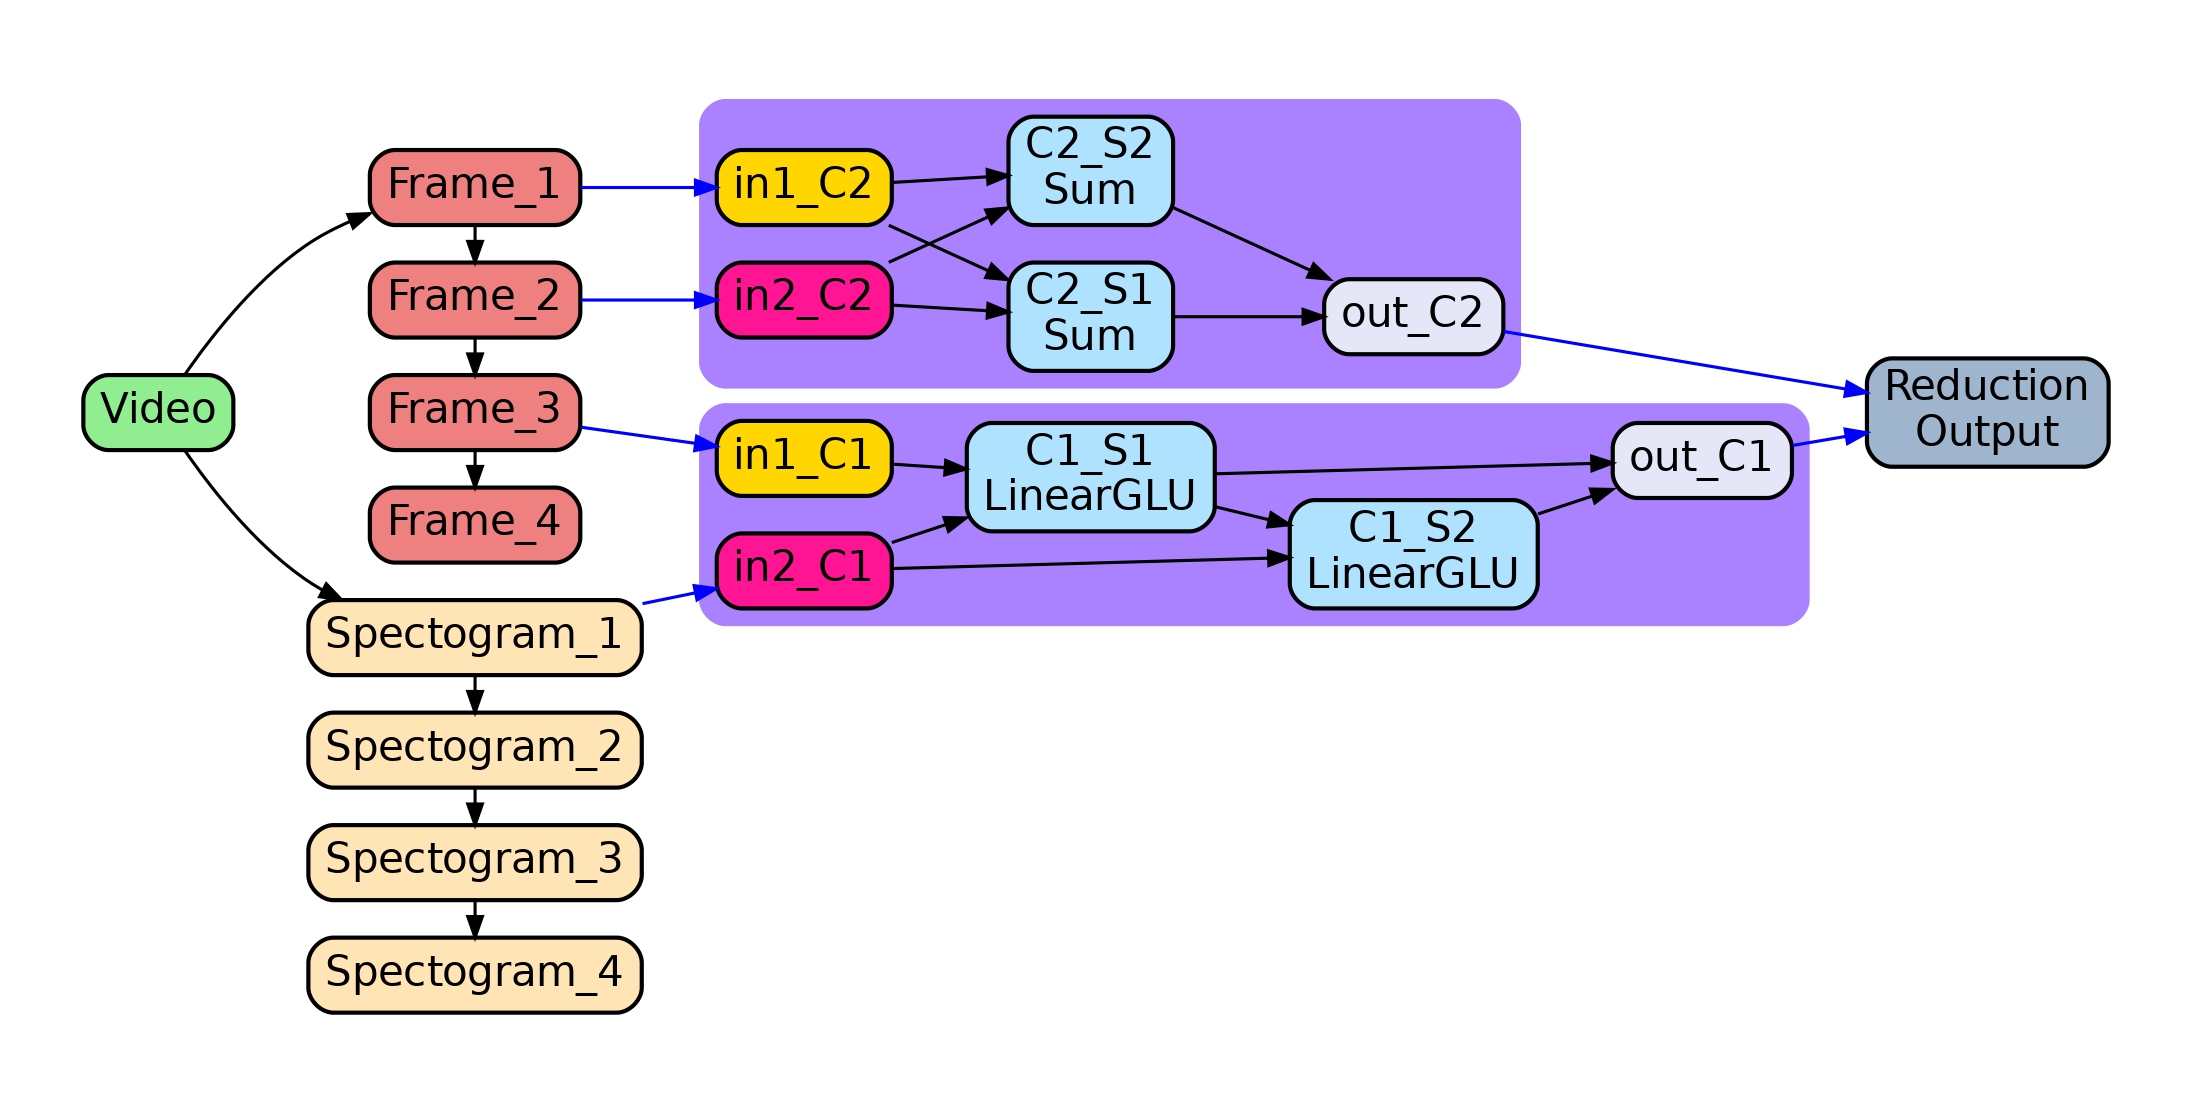 Video
Frame_1
Frame_2
Frame_3
Frame_4
Spectogram_1
Spectogram_2
Spectogram_3
Spectogram_4
in1_C2
in2_C2
C2_S2
Sum
C2_S1
Sum
out_C2
in1_C1
in2_C1
C1_S1
LinearGLU
C1_S2
LinearGLU
out_C1
Reduction
Output